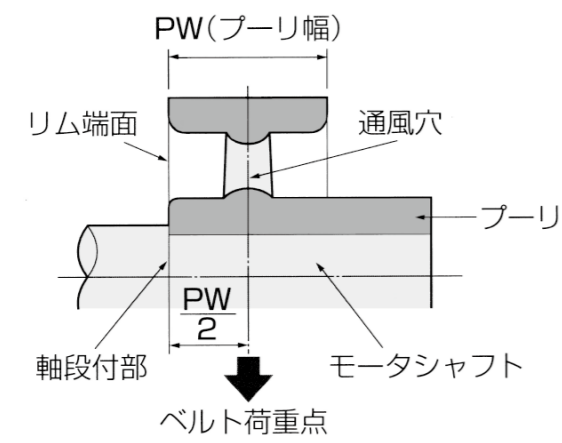 PW(プーリ幅)
リム端面
通風穴
プーリ
PW
2
軸段付部
モータシャフト
ベルト荷重点